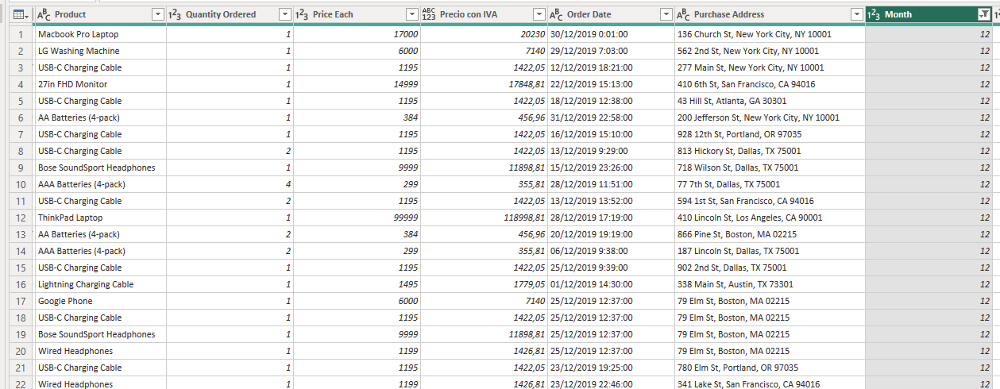 ABC Product 123 Quantity Ordered 123 Price Each ABC 123 Precio con IVA ABC Order Date ABC Purchase Address 123 Month
1 Macbook Pro Laptop 1 17000 20230 30/12/2019 0:01:00 136 Church St, New York City, NY 10001 12
2 LG Washing Machine 1 6000 7140 29/12/2019 7:03:00 562 2nd St, New York City, NY 10001 12
3 USB-C Charging Cable 1 1195 1422,05 12/12/2019 18:21:00 277 Main St, New York City, NY 10001 12
4 27in FHD Monitor 1 14999 17848,81 22/12/2019 15:13:00 410 6th St, San Francisco, CA 94016 12
5 USB-C Charging Cable 1 1195 1422,05 18/12/2019 12:38:00 43 Hill St, Atlanta, GA 30301 12
6 AA Batteries (4-pack) 1 384 456,96 31/12/2019 22:58:00 200 Jefferson St, New York City, NY 10001 12
7 USB-C Charging Cable 1 1195 1422,05 16/12/2019 15:10:00 928 12th St, Portland, OR 97035 12
8 USB-C Charging Cable 2 1195 1422,05 13/12/2019 9:29:00 813 Hickory St, Dallas, TX 75001 12
9 Bose SoundSport Headphones 1 9999 11898,81 15/12/2019 23:26:00 718 Wilson St, Dallas, TX 75001 12
10 AAA Batteries (4-pack) 4 299 355,81 28/12/2019 11:51:00 77 7th St, Dallas, TX 75001 12
11 USB-C Charging Cable 2 1195 1422,05 13/12/2019 13:52:00 594 1st St, San Francisco, CA 94016 12
12 ThinkPad Laptop 1 99999 118998,81 28/12/2019 17:19:00 410 Lincoln St, Los Angeles, CA 90001 12
13 AA Batteries (4-pack) 2 384 456,96 20/12/2019 19:19:00 866 Pine St, Boston, MA 02215 12
14 AAA Batteries (4-pack) 2 299 355,81 06/12/2019 9:38:00 187 Lincoln St, Dallas, TX 75001 12
15 USB-C Charging Cable 1 1195 1422,05 25/12/2019 9:39:00 902 2nd St, Dallas, TX 75001 12
16 Lightning Charging Cable 1 1495 1779,05 01/12/2019 14:30:00 338 Main St, Austin, TX 73301 12
17 Google Phone 1 6000 7140 25/12/2019 12:37:00 79 Elm St, Boston, MA 02215 12
18 USB-C Charging Cable 1 1195 1422,05 25/12/2019 12:37:00 79 Elm St, Boston, MA 02215 12
19 Bose SoundSport Headphones 1 9999 11898,81 25/12/2019 12:37:00 79 Elm St, Boston, MA 02215 12
20 Wired Headphones 1 1199 1426,81 25/12/2019 12:37:00 79 Elm St, Boston, MA 02215 12
21 USB-C Charging Cable 1 1195 1422,05 23/12/2019 19:25:00 780 Elm St, Portland, OR 97035 12
22 Wired Headphones 1 1199 1426,81 23/12/2019 22:46:00 341 Lake St, San Francisco, CA 94016 12